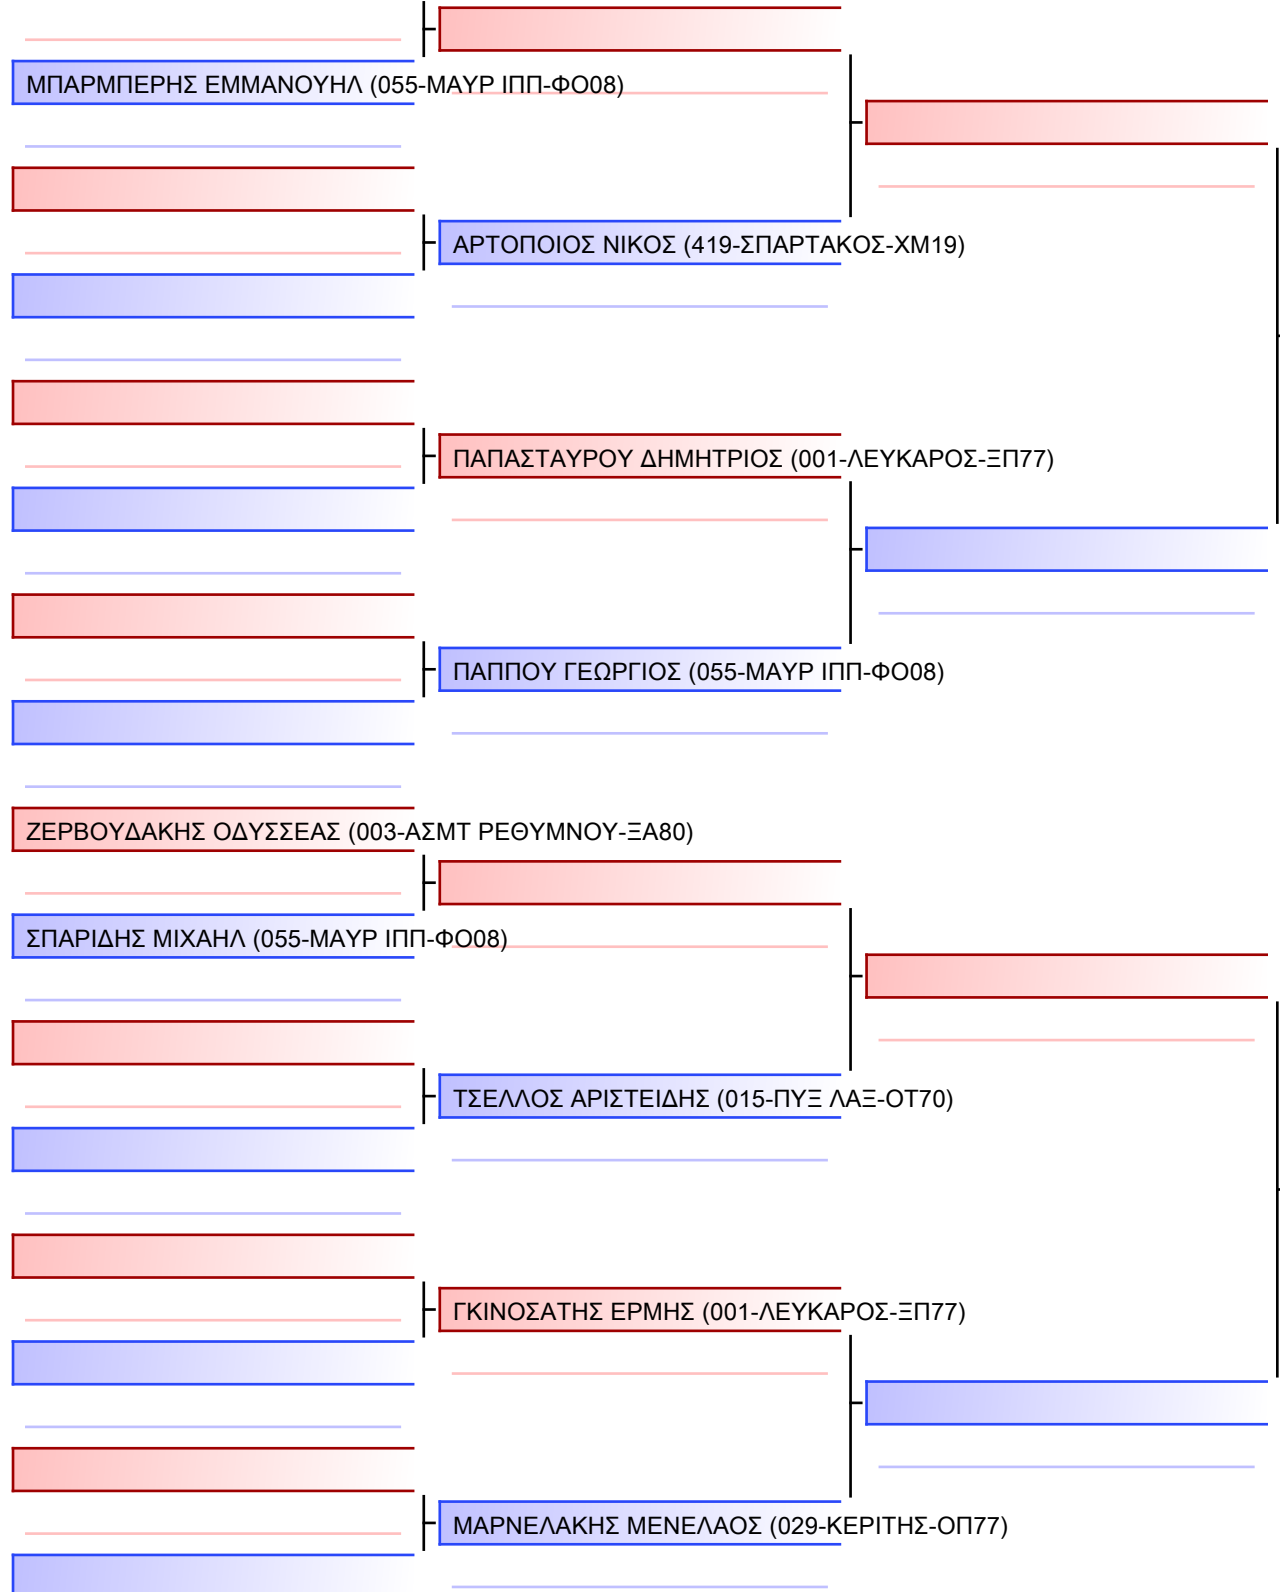 ΜΠΑΡΜΠΕΡΗΣ ΕΜΜΑΝΟΥΗΛ (055-ΜΑΥΡ ΙΠΠ-ΦΟ08)
ΑΡΤΟΠΟΙΟΣ ΝΙΚΟΣ (419-ΣΠΑΡΤΑΚΟΣ-ΧΜ19)
ΠΑΠΑΣΤΑΥΡΟΥ ΔΗΜΗΤΡΙΟΣ (001-ΛΕΥΚΑΡΟΣ-ΞΠ77)
ΠΑΠΠΟΥ ΓΕΩΡΓΙΟΣ (055-ΜΑΥΡ ΙΠΠ-ΦΟ08)
ΖΕΡΒΟΥΔΑΚΗΣ ΟΔΥΣΣΕΑΣ (003-ΑΣΜΤ ΡΕΘΥΜΝΟΥ-ΞΑ80)
ΣΠΑΡΙΔΗΣ ΜΙΧΑΗΛ (055-ΜΑΥΡ ΙΠΠ-ΦΟ08)
ΤΣΕΛΛΟΣ ΑΡΙΣΤΕΙΔΗΣ (015-ΠΥΞ ΛΑΞ-ΟΤ70)
ΓΚΙΝΟΣΑΤΗΣ ΕΡΜΗΣ (001-ΛΕΥΚΑΡΟΣ-ΞΠ77)
ΜΑΡΝΕΛΑΚΗΣ ΜΕΝΕΛΑΟΣ (029-ΚΕΡΙΤΗΣ-ΟΠ77)